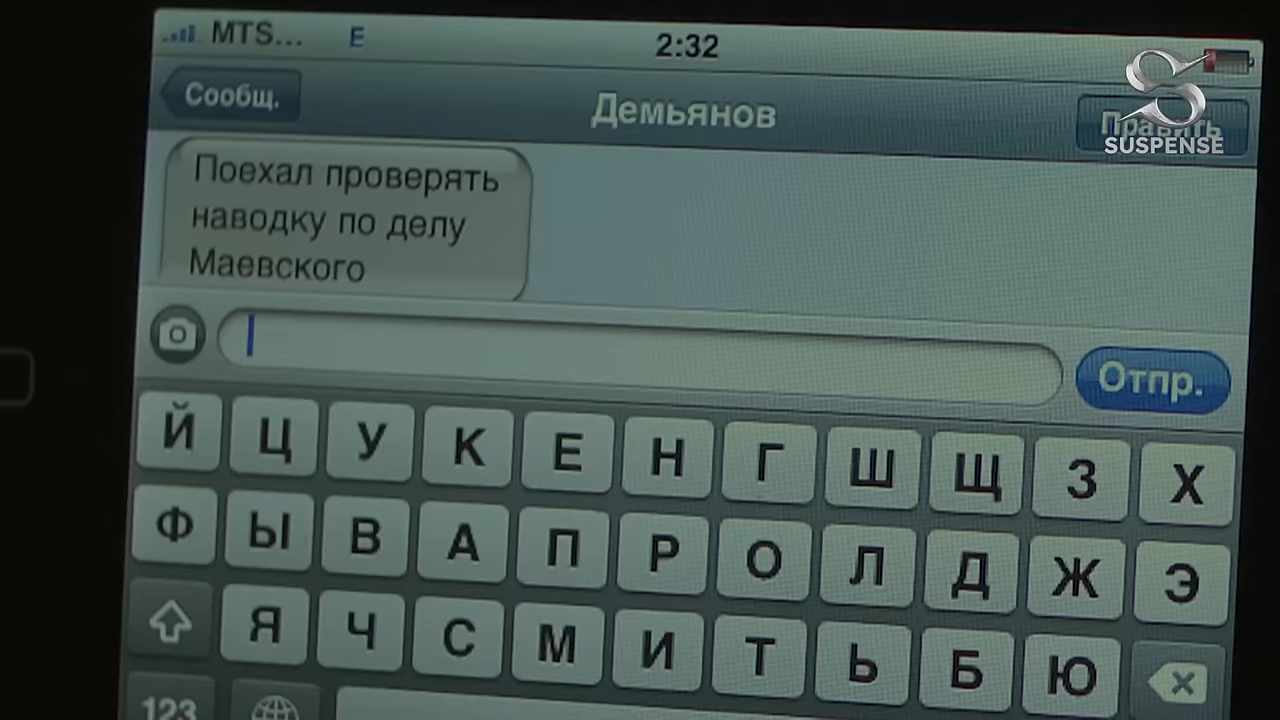 MTS... E 2:32
Сообщ. Демьянов Править
SUSPENSE
Поехал проверять
наводку по делу
Маевского
Отпр.
Й Ц У К Е Н Г Ш Щ З Х
Ф Ы В А П Р О Л Д Ж Э
Я Ч С М И Т Ь Б Ю
123